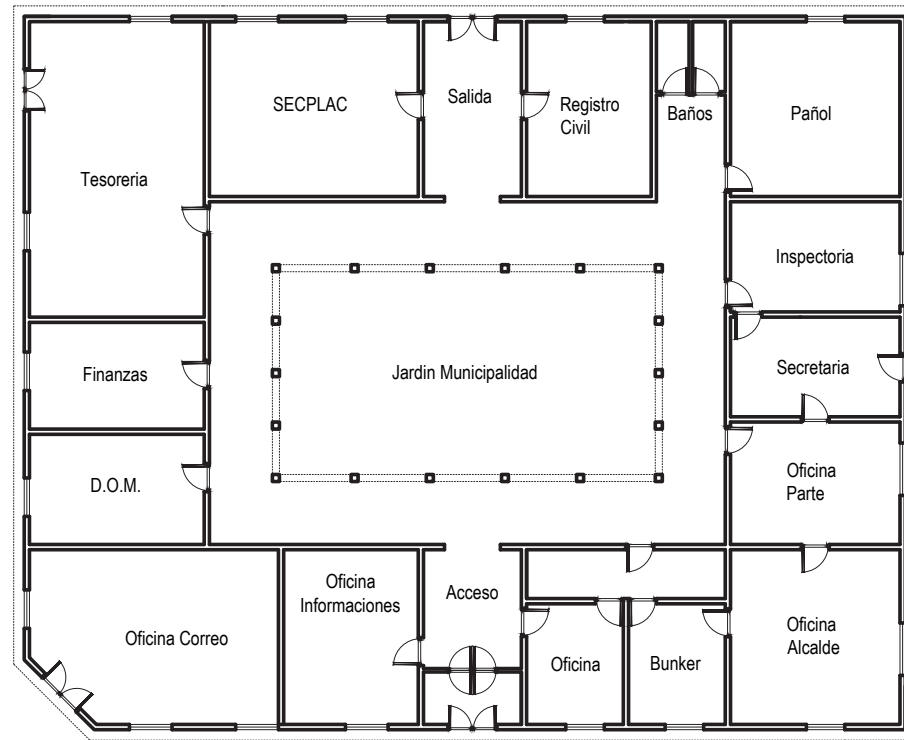 Salida
SECPLAC
Registro
Civil
Baños
Pañol
Tesoreria
Inspectoria
Jardin Municipalidad
Finanzas
Secretaria
D.O.M.
Oficina
Parte
Oficina
Informaciones
Acceso
Oficina Correo
Oficina
Bunker
Oficina
Alcalde